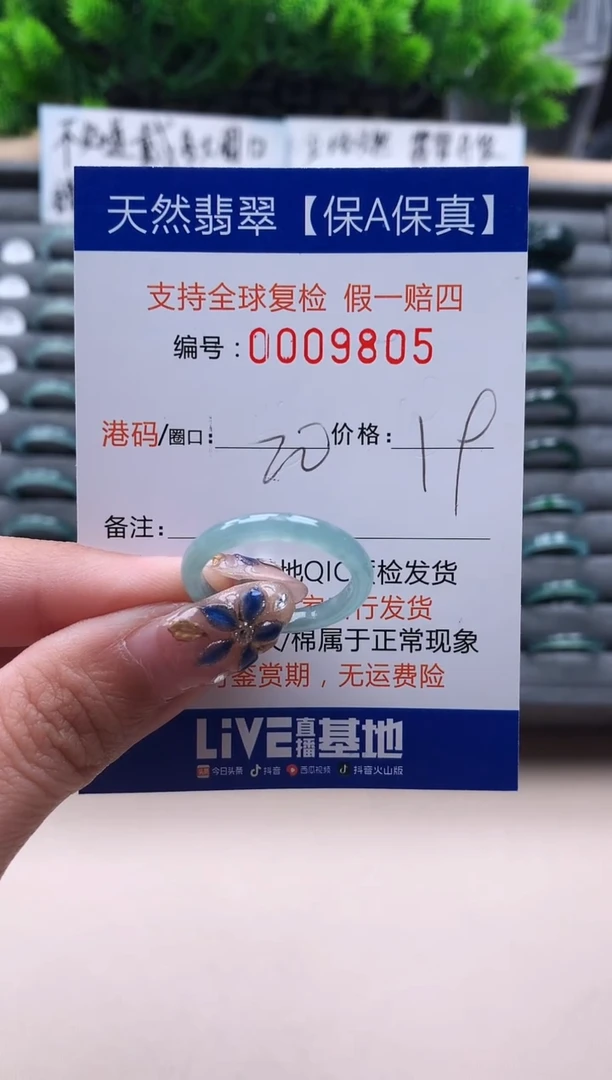 天然翡翠【保A保真】
支持全球复检 假一赔四
编号：0009805
港码/圈口： 20 价格： 19
备注：
地QIC复检发货
行发货
/棉属于正常现象
鉴赏期，无运费险
LiVE直播基地
今日头条 抖音 西瓜视频 抖音火山版